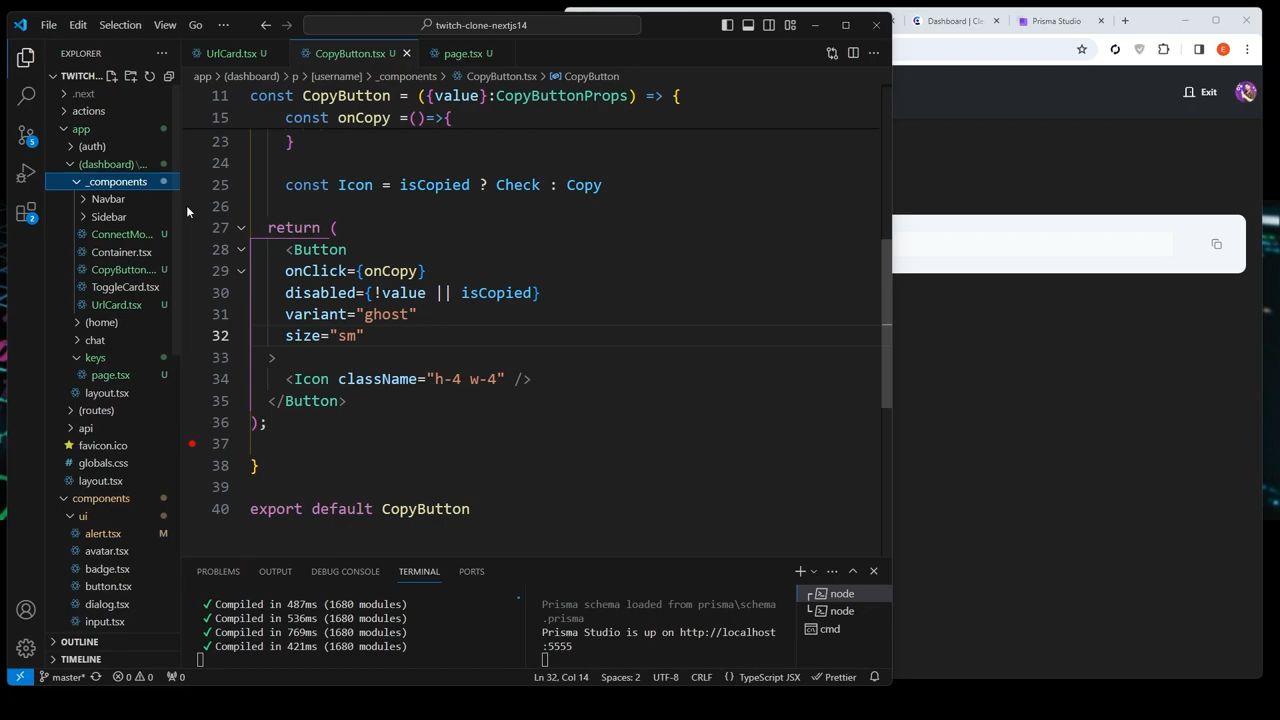 File Edit Selection View Go ··· twitch-clone-nextjs14
Dashboard | Cle Prisma Studio
EXPLORER
UrlCard.tsx U CopyButton.tsx U page.tsx U
TWITCH...
app > (dashboard) > p > [username] > _components > CopyButton.tsx > CopyButton
.next
actions
app
(auth)
(dashboard) \...
_components
Navbar
Sidebar
ConnectMo... U
Container.tsx
CopyButton.... U
ToggleCard.tsx
UrlCard.tsx U
(home)
chat
keys
page.tsx U
layout.tsx
(routes)
api
favicon.ico
globals.css
layout.tsx
components
ui
alert.tsx M
avatar.tsx
badge.tsx
button.tsx
dialog.tsx
input.tsx
OUTLINE
TIMELINE
5
2
11 const CopyButton = ({value}:CopyButtonProps) => {
15 const onCopy =()=>{
23 }
24
25 const Icon = isCopied ? Check : Copy
26
27 return (
28 <Button
29 onClick={onCopy}
30 disabled={!value || isCopied}
31 variant="ghost"
32 size="sm"
33 >
34 <Icon className="h-4 w-4" />
35 </Button>
36 );
37
38 }
39
40 export default CopyButton
PROBLEMS OUTPUT DEBUG CONSOLE TERMINAL PORTS
✓ Compiled in 487ms (1680 modules)
✓ Compiled in 536ms (1680 modules)
✓ Compiled in 769ms (1680 modules)
✓ Compiled in 421ms (1680 modules)
Prisma schema loaded from prisma\schema
.prisma
Prisma Studio is up on http://localhost
:5555
node
node
cmd
master* 0 0 0 Ln 32, Col 14 Spaces: 2 UTF-8 CRLF {} TypeScript JSX Prettier
E
Exit